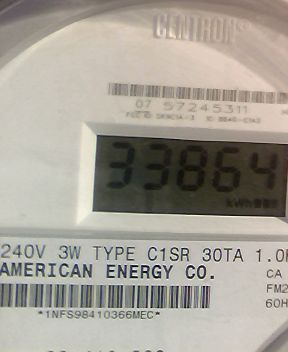 CENTRON®
07 57245311
33864
kWh
240V 3W TYPE C1SR 30TA 1.0
AMERICAN ENERGY CO.
CA
FM2
60H
*1NFS98410366MEC*